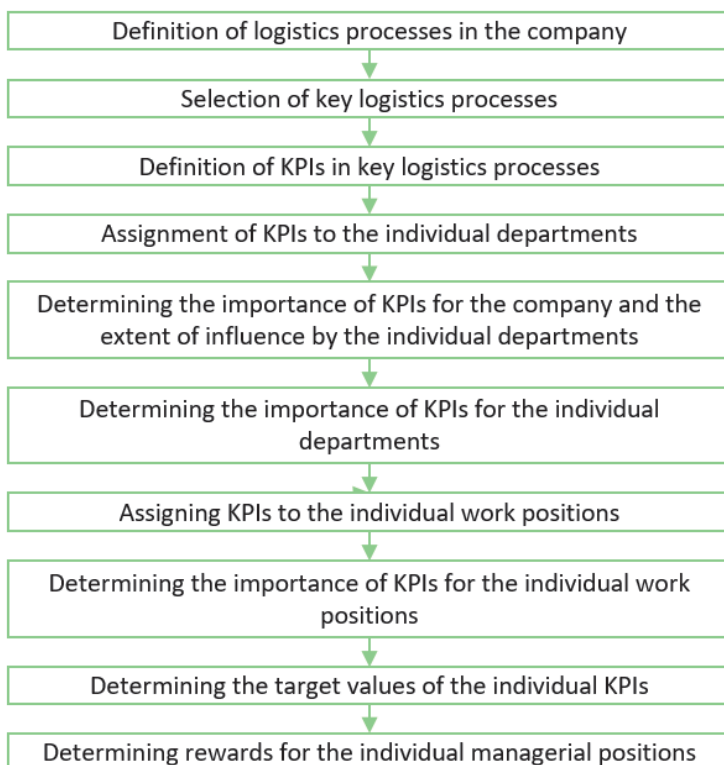 Definition of logistics processes in the company
Selection of key logistics processes
Definition of KPIs in key logistics processes
Assignment of KPIs to the individual departments
Determining the importance of KPIs for the company and the
extent of influence by the individual departments
Determining the importance of KPIs for the individual
departments
Assigning KPIs to the individual work positions
Determining the importance of KPIs for the individual work
positions
Determining the target values of the individual KPIs
Determining rewards for the individual managerial positions